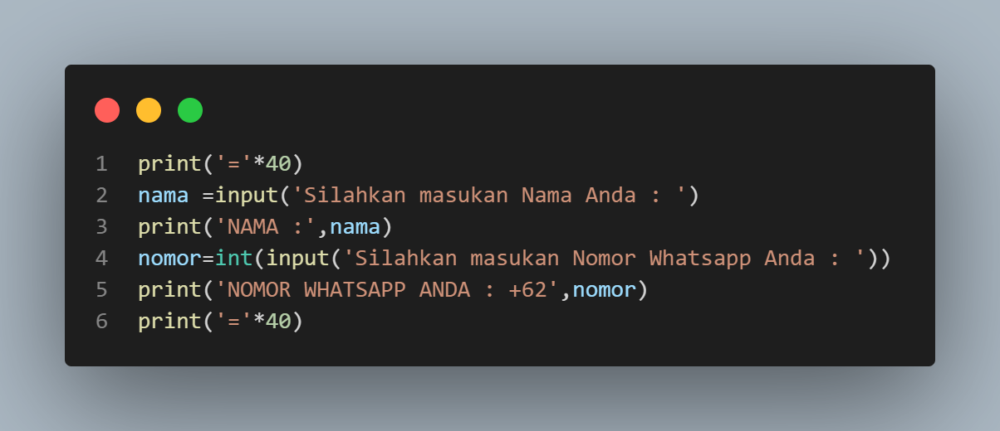 1 print('='*40)
2 nama =input('Silahkan masukan Nama Anda : ')
3 print('NAMA :',nama)
4 nomor=int(input('Silahkan masukan Nomor Whatsapp Anda : '))
5 print('NOMOR WHATSAPP ANDA : +62',nomor)
6 print('='*40)